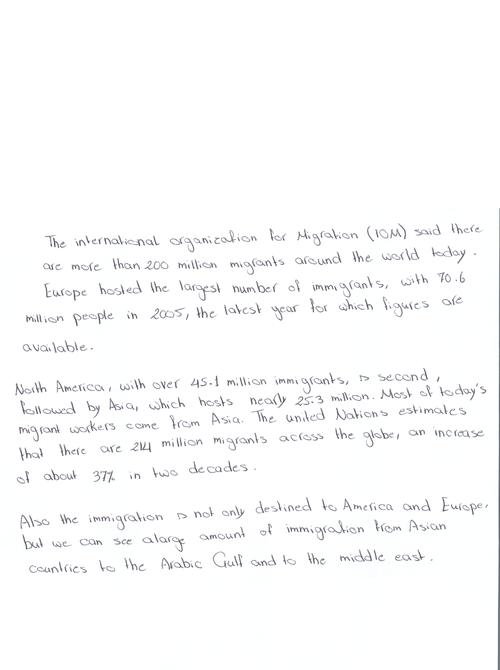 The international organization for Migration (IOM) said there
are more than 200 million migrants around the world today.
Europe hosted the largest number of immigrants, with 70.6
million people in 2005, the latest year for which figures are
available.
North America, with over 45.1 million immigrants, is second,
followed by Asia, which hosts nearly 25.3 million. Most of today's
migrant workers come from Asia. The united Nations estimates
that there are 214 million migrants across the globe, an increase
of about 37% in two decades.
Also the immigration is not only destined to America and Europe,
but we can see alarge amount of immigration from Asian
countries to the Arabic Gulf and to the middle east.